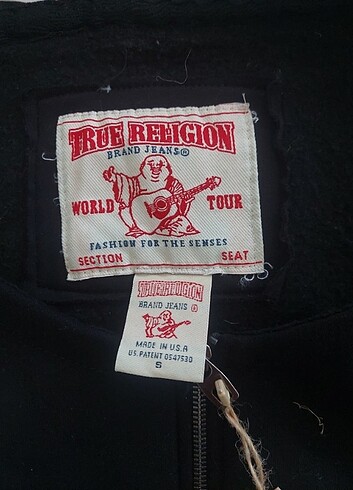 TRUE RELIGION
BRAND JEANS®
WORLD TOUR
FASHION FOR THE SENSES
SECTION SEAT
TRUE RELIGION
BRAND JEANS ®
MADE IN U.S.A
U.S. PATENT 0547530
S